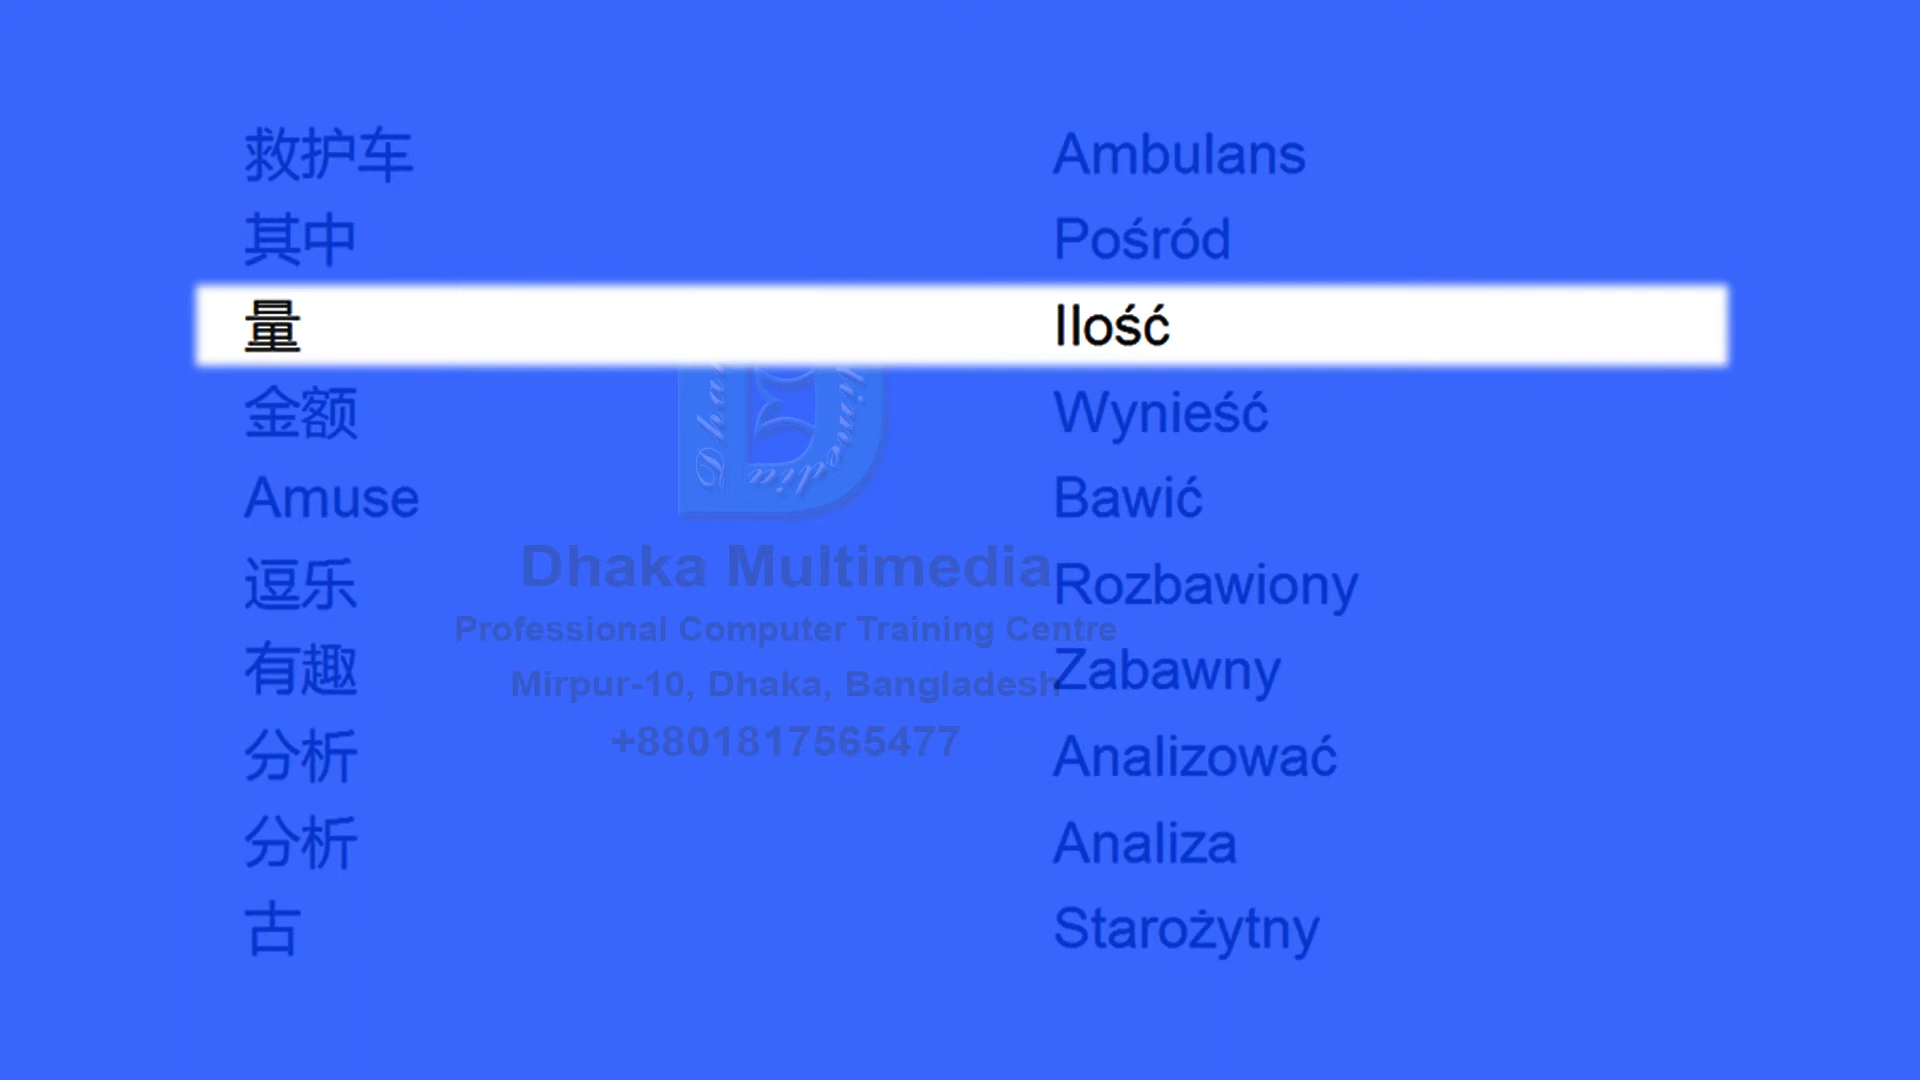 救护车 Ambulans
其中 Pośród
量 Ilość
金额 Wynieść
Amuse Bawić
逗乐 Rozbawiony
有趣 Zabawny
分析 Analizować
分析 Analiza
古 Starożytny
Dhaka Multimedia
Professional Computer Training Centre
Mirpur-10, Dhaka, Bangladesh
+8801817565477